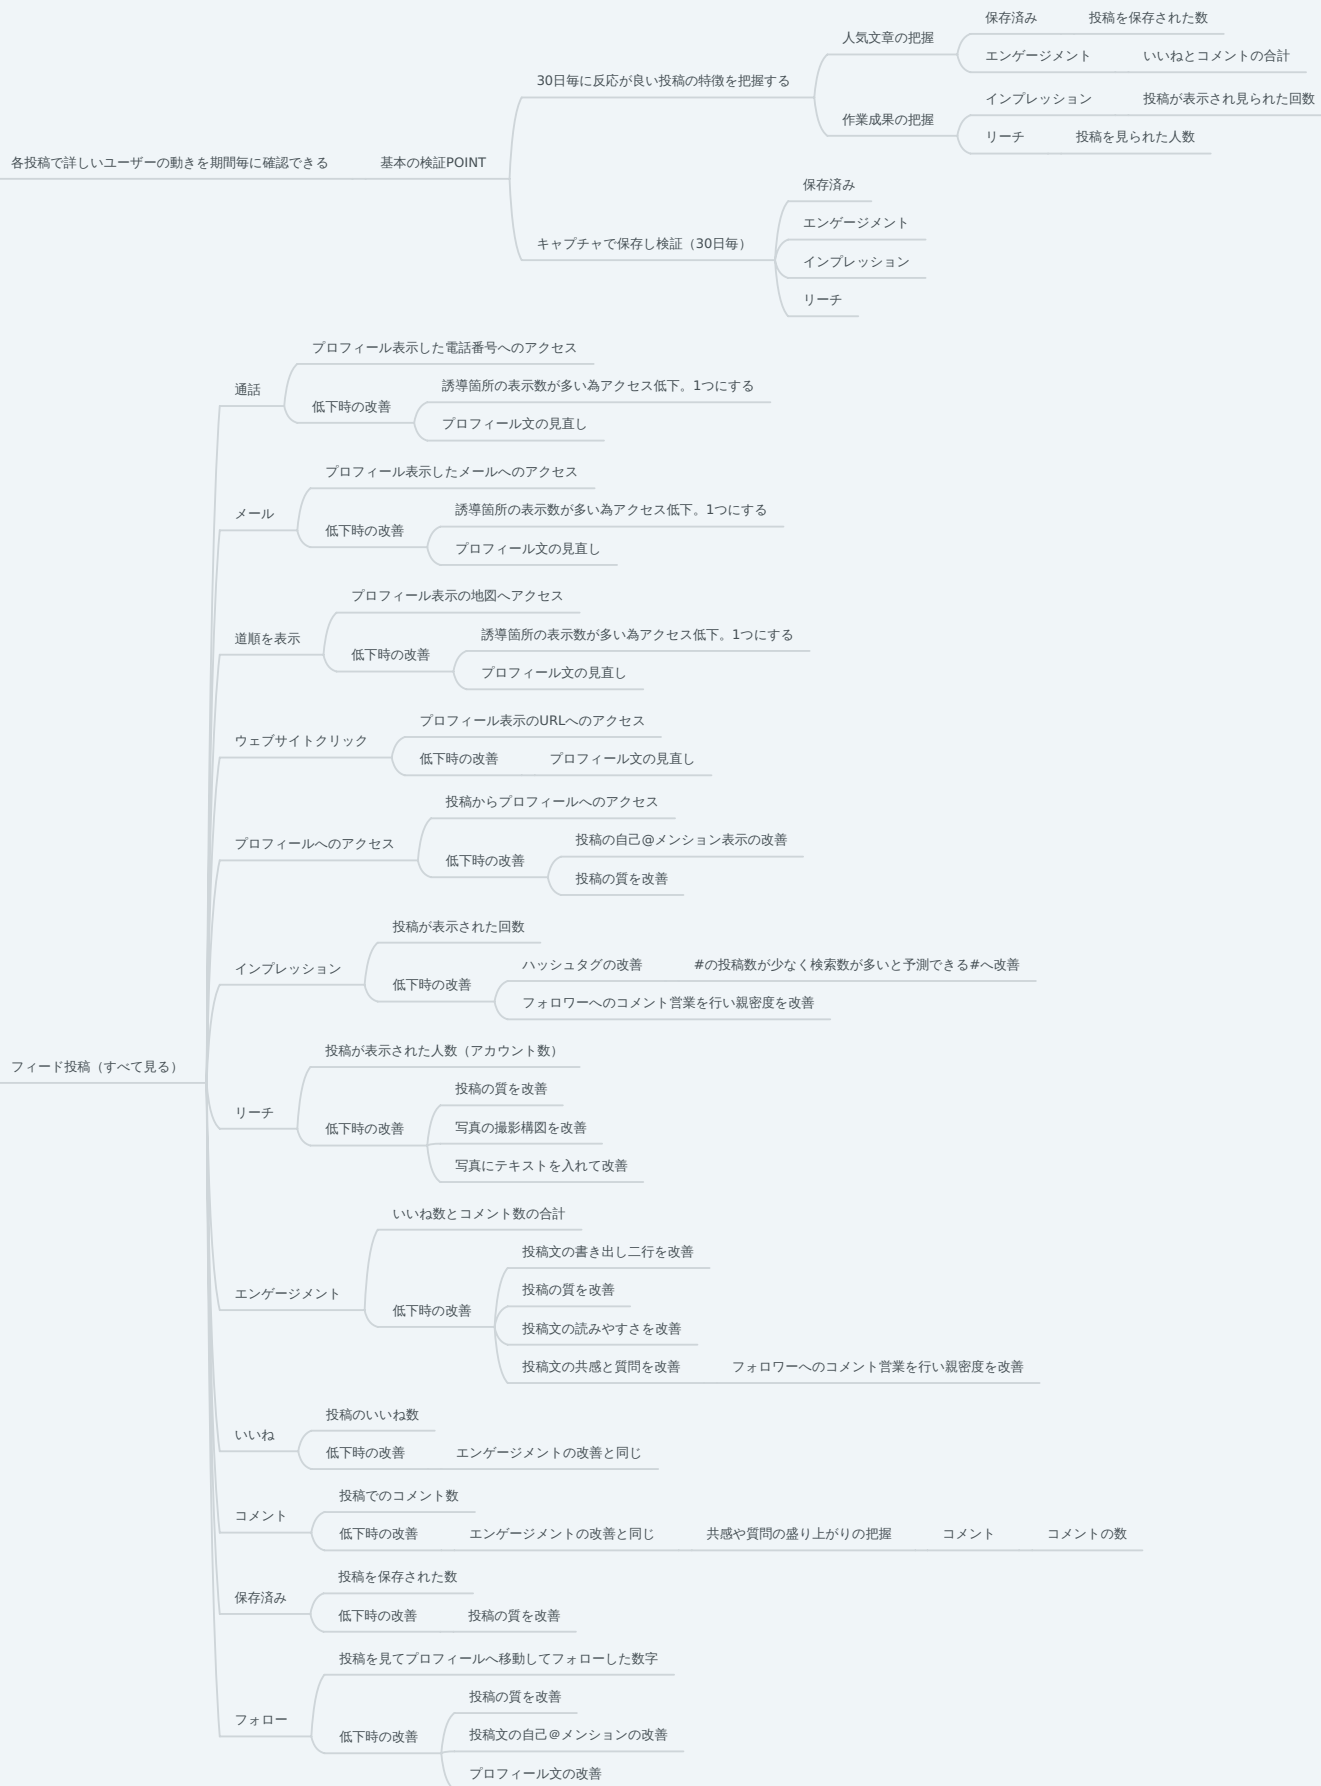 各投稿で詳しいユーザーの動きを期間毎に確認できる
基本の検証POINT
30日毎に反応が良い投稿の特徴を把握する
人気文章の把握
保存済み
投稿を保存された数
エンゲージメント
いいねとコメントの合計
作業成果の把握
インプレッション
投稿が表示され見られた回数
リーチ
投稿を見られた人数
キャプチャで保存し検証（30日毎）
保存済み
エンゲージメント
インプレッション
リーチ
フィード投稿（すべて見る）
通話
プロフィール表示した電話番号へのアクセス
低下時の改善
誘導箇所の表示数が多い為アクセス低下。1つにする
プロフィール文の見直し
メール
プロフィール表示したメールへのアクセス
低下時の改善
誘導箇所の表示数が多い為アクセス低下。1つにする
プロフィール文の見直し
道順を表示
プロフィール表示の地図へアクセス
低下時の改善
誘導箇所の表示数が多い為アクセス低下。1つにする
プロフィール文の見直し
ウェブサイトクリック
プロフィール表示のURLへのアクセス
低下時の改善
プロフィール文の見直し
プロフィールへのアクセス
投稿からプロフィールへのアクセス
低下時の改善
投稿の自己@メンション表示の改善
投稿の質を改善
インプレッション
投稿が表示された回数
低下時の改善
ハッシュタグの改善
#の投稿数が少なく検索数が多いと予測できる#へ改善
フォロワーへのコメント営業を行い親密度を改善
リーチ
投稿が表示された人数（アカウント数）
低下時の改善
投稿の質を改善
写真の撮影構図を改善
写真にテキストを入れて改善
エンゲージメント
いいね数とコメント数の合計
低下時の改善
投稿文の書き出し二行を改善
投稿の質を改善
投稿文の読みやすさを改善
投稿文の共感と質問を改善
フォロワーへのコメント営業を行い親密度を改善
いいね
投稿のいいね数
低下時の改善
エンゲージメントの改善と同じ
コメント
投稿でのコメント数
低下時の改善
エンゲージメントの改善と同じ
共感や質問の盛り上がりの把握
コメント
コメントの数
保存済み
投稿を保存された数
低下時の改善
投稿の質を改善
フォロー
投稿を見てプロフィールへ移動してフォローした数字
低下時の改善
投稿の質を改善
投稿文の自己＠メンションの改善
プロフィール文の改善